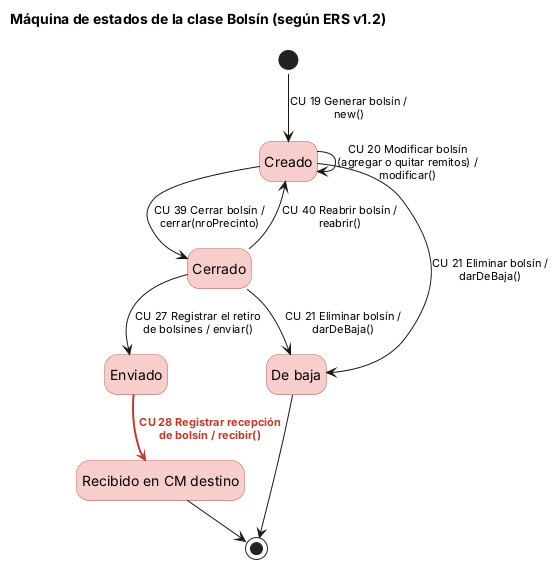 Máquina de estados de la clase Bolsín (según ERS v1.2)
CU 19 Generar bolsín /
new()
Creado
CU 20 Modificar bolsín
(agregar o quitar remitos) /
modificar()
CU 39 Cerrar bolsín /
cerrar(nroPrecinto)
CU 40 Reabrir bolsín /
reabrir()
Cerrado
CU 21 Eliminar bolsín /
darDeBaja()
CU 27 Registrar el retiro
de bolsines / enviar()
CU 21 Eliminar bolsín /
darDeBaja()
Enviado
De baja
CU 28 Registrar recepción
de bolsín / recibir()
Recibido en CM destino